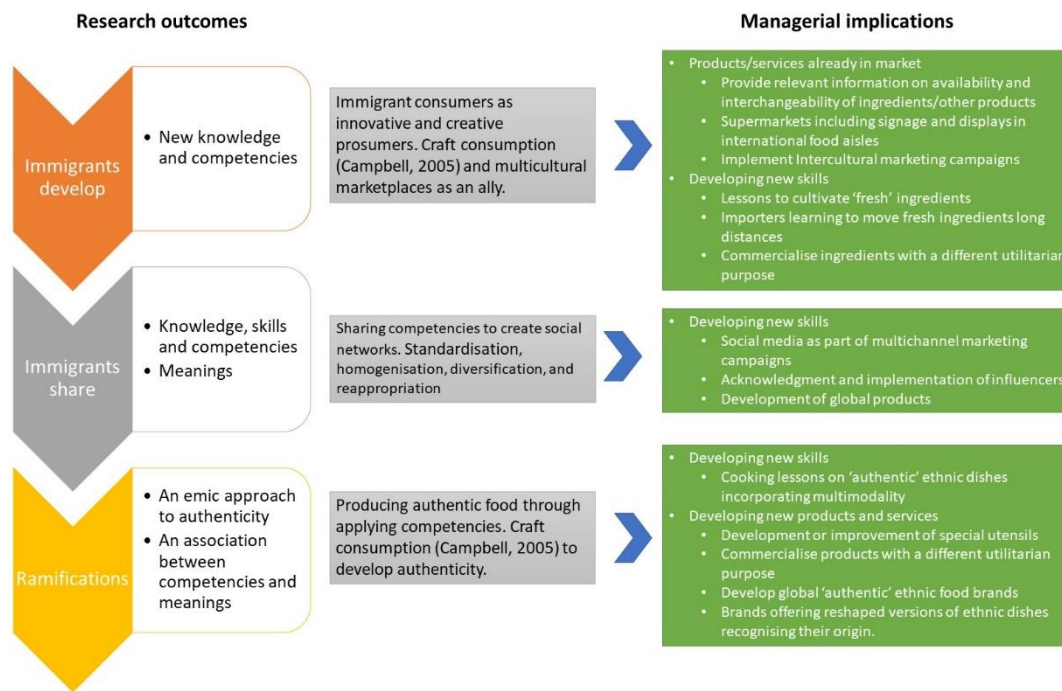 Research outcomes
Managerial implications
Immigrants
develop
• New knowledge
and competencies
Immigrant consumers as
innovative and creative
prosumers. Craft consumption
(Campbell, 2005) and multicultural
marketplaces as an ally.
• Products/services already in market
• Provide relevant information on availability and
interchangeability of ingredients/other products
• Supermarkets including signage and displays in
international food aisles
• Implement Intercultural marketing campaigns
• Developing new skills
• Lessons to cultivate ‘fresh’ ingredients
• Importers learning to move fresh ingredients long
distances
• Commercialise ingredients with a different utilitarian
purpose
Immigrants
share
• Knowledge, skills
and competencies
• Meanings
Sharing competencies to create social
networks. Standardisation,
homogenisation, diversification, and
reappropriation
• Developing new skills
• Social media as part of multichannel marketing
campaigns
• Acknowledgment and implementation of influencers
• Development of global products
Ramifications
• An emic approach
to authenticity
• An association
between
competencies and
meanings
Producing authentic food through
applying competencies. Craft
consumption (Campbell, 2005) to
develop authenticity.
• Developing new skills
• Cooking lessons on ‘authentic’ ethnic dishes
incorporating multimodality
• Developing new products and services
• Development or improvement of special utensils
• Commercialise products with a different utilitarian
purpose
• Develop global ‘authentic’ ethnic food brands
• Brands offering reshaped versions of ethnic dishes
recognising their origin.